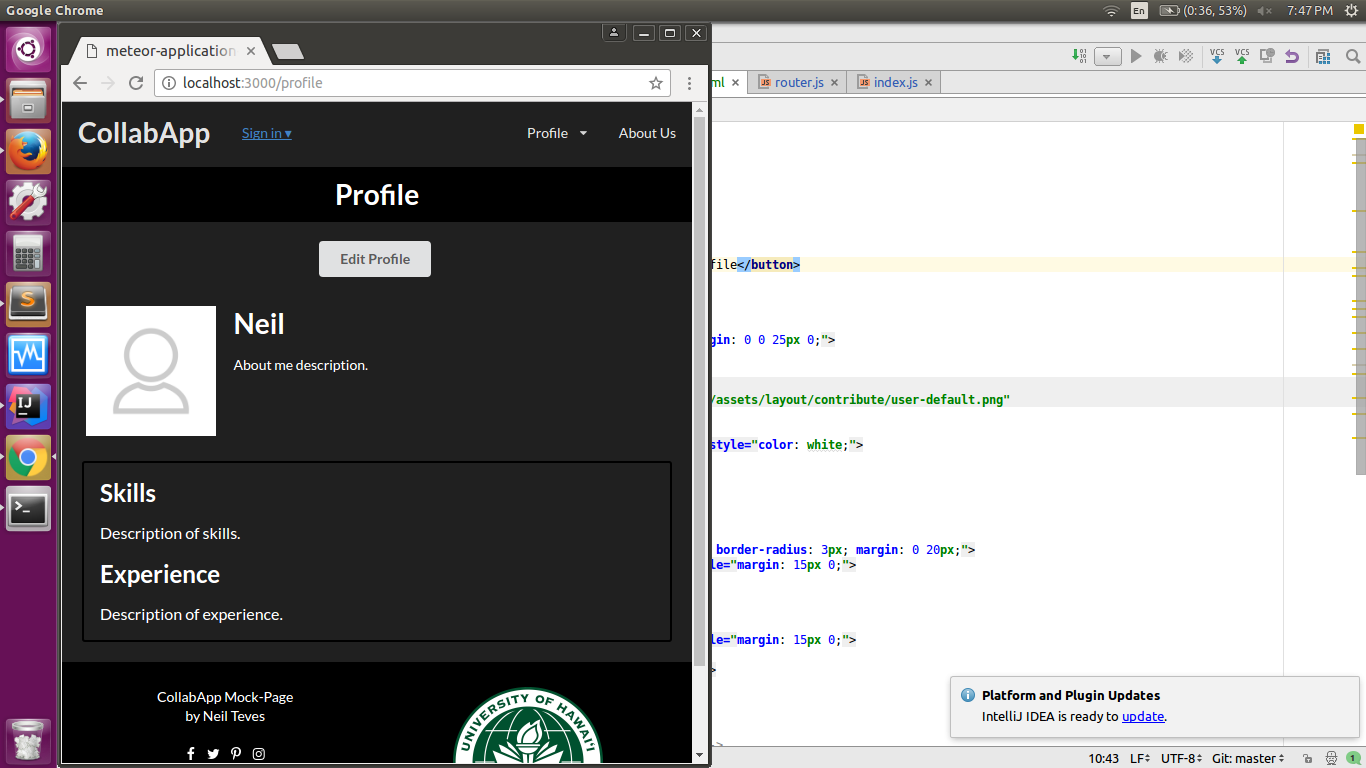 Google Chrome
En
(0:36, 53%)
7:47 PM
meteor-application
localhost:3000/profile
CollabApp
Sign in ▾
Profile
About Us
Profile
Edit Profile
Neil
About me description.
Skills
Description of skills.
Experience
Description of experience.
CollabApp Mock-Page
by Neil Teves
UNIVERSITY OF HAWAI'I
VCS
VCS
ml
JS router.js
JS index.js
file</button>
gin: 0 0 25px 0;">
/assets/layout/contribute/user-default.png"
style="color: white;">
border-radius: 3px; margin: 0 20px;">
le="margin: 15px 0;">
le="margin: 15px 0;">
>
>
Platform and Plugin Updates
IntelliJ IDEA is ready to update.
10:43 LF UTF-8 Git: master 1